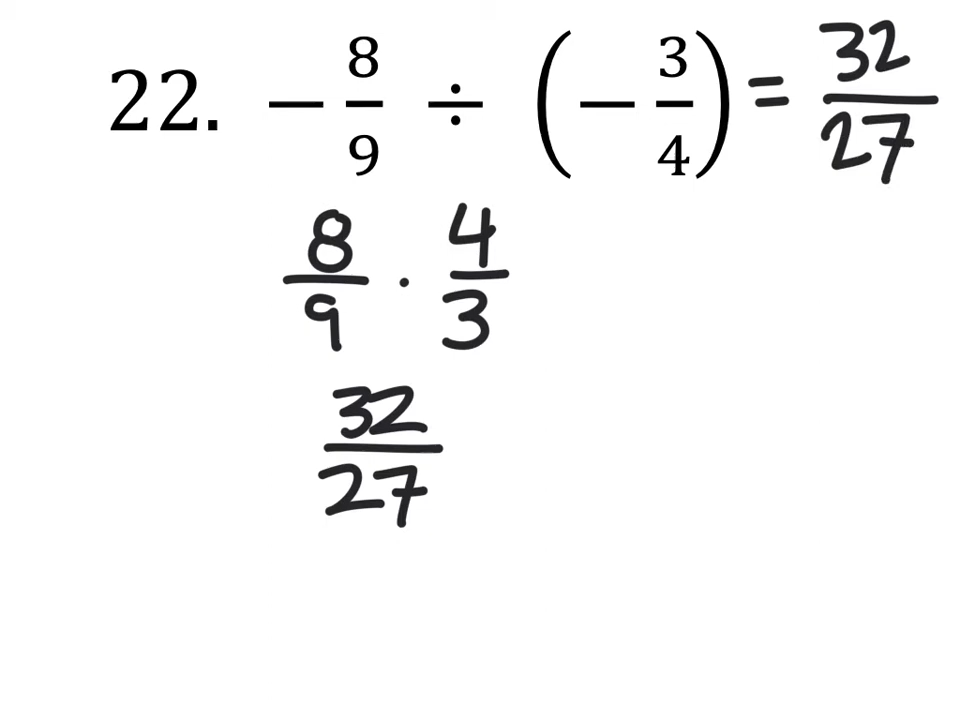 22. − 8/9 ÷ (− 3/4) = 32/27
8/9 · 4/3
32/27